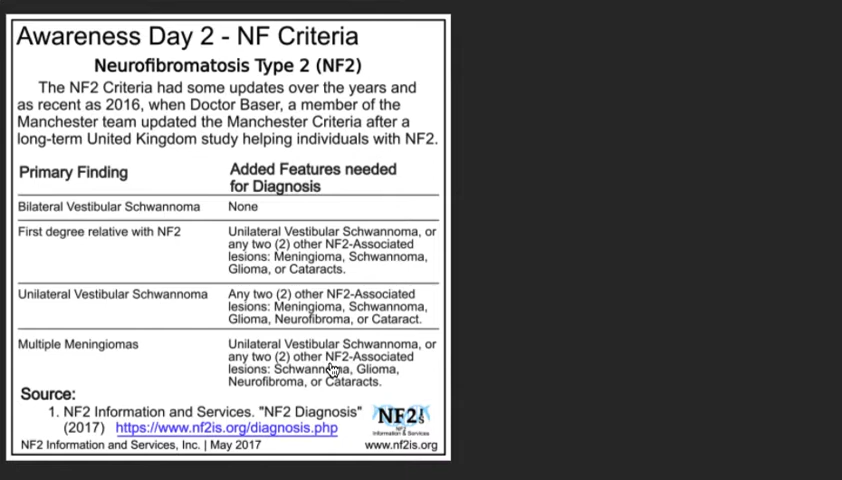 Awareness Day 2 - NF Criteria
Neurofibromatosis Type 2 (NF2)
The NF2 Criteria had some updates over the years and
as recent as 2016, when Doctor Baser, a member of the
Manchester team updated the Manchester Criteria after a
long-term United Kingdom study helping individuals with NF2.
Primary Finding
Added Features needed
for Diagnosis
Bilateral Vestibular Schwannoma
None
First degree relative with NF2
Unilateral Vestibular Schwannoma, or
any two (2) other NF2-Associated
lesions: Meningioma, Schwannoma,
Glioma, or Cataracts.
Unilateral Vestibular Schwannoma
Any two (2) other NF2-Associated
lesions: Meningioma, Schwannoma,
Glioma, Neurofibroma, or Cataract.
Multiple Meningiomas
Unilateral Vestibular Schwannoma, or
any two (2) other NF2-Associated
lesions: Schwannoma, Glioma,
Neurofibroma, or Cataracts.
Source:
1. NF2 Information and Services. "NF2 Diagnosis"
(2017) https://www.nf2is.org/diagnosis.php
NF2is
Information & Services
NF2 Information and Services, Inc. | May 2017
www.nf2is.org